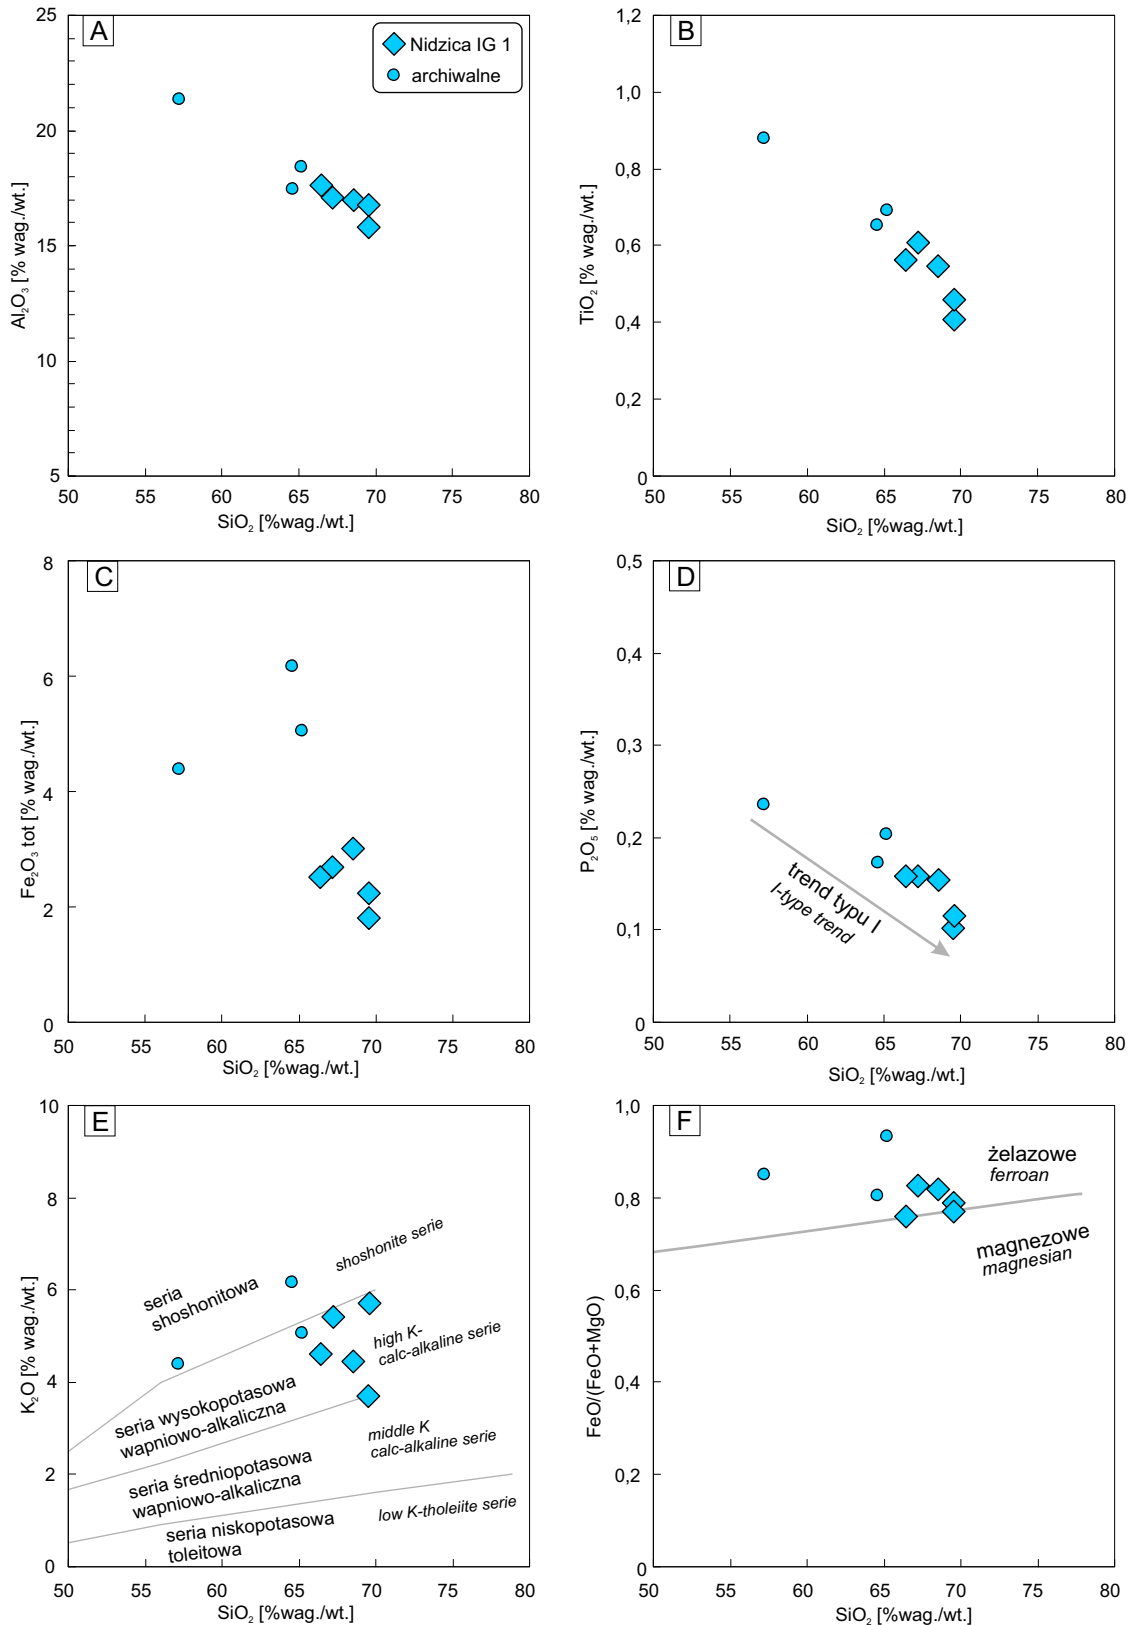 A
Nidzica IG 1
archiwalne
25
20
15
10
5
50 55 60 65 70 75 80
Al₂O₃ [% wag./wt.]
SiO₂ [%wag./wt.]
B
1,2
1,0
0,8
0,6
0,4
0,2
0
50 55 60 65 70 75 80
TiO₂ [% wag./wt.]
SiO₂ [%wag./wt.]
C
8
6
4
2
0
50 55 60 65 70 75 80
Fe₂O₃ tot [% wag./wt.]
SiO₂ [%wag./wt.]
D
0,5
0,4
0,3
0,2
0,1
0
50 55 60 65 70 75 80
P₂O₅ [% wag./wt.]
SiO₂ [%wag./wt.]
trend typu I
I-type trend
E
10
8
6
4
2
0
50 55 60 65 70 75 80
K₂O [% wag./wt.]
SiO₂ [%wag./wt.]
shoshonite serie
seria
shoshonitowa
high K-
calc-alkaline serie
seria wysokopotasowa
wapniowo-alkaliczna
middle K
calc-alkaline serie
seria średniopotasowa
wapniowo-alkaliczna
low K-tholeiite serie
seria niskopotasowa
toleitowa
F
1,0
0,8
0,6
0,4
0,2
0
50 55 60 65 70 75 80
FeO/(FeO+MgO)
SiO₂ [%wag./wt.]
żelazowe
ferroan
magnezowe
magnesian